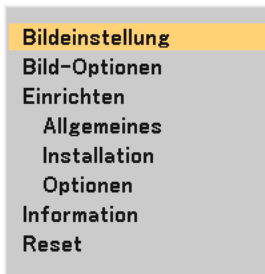 Bildeinstellung
Bild-Optionen
Einrichten
Allgemeines
Installation
Optionen
Information
Reset